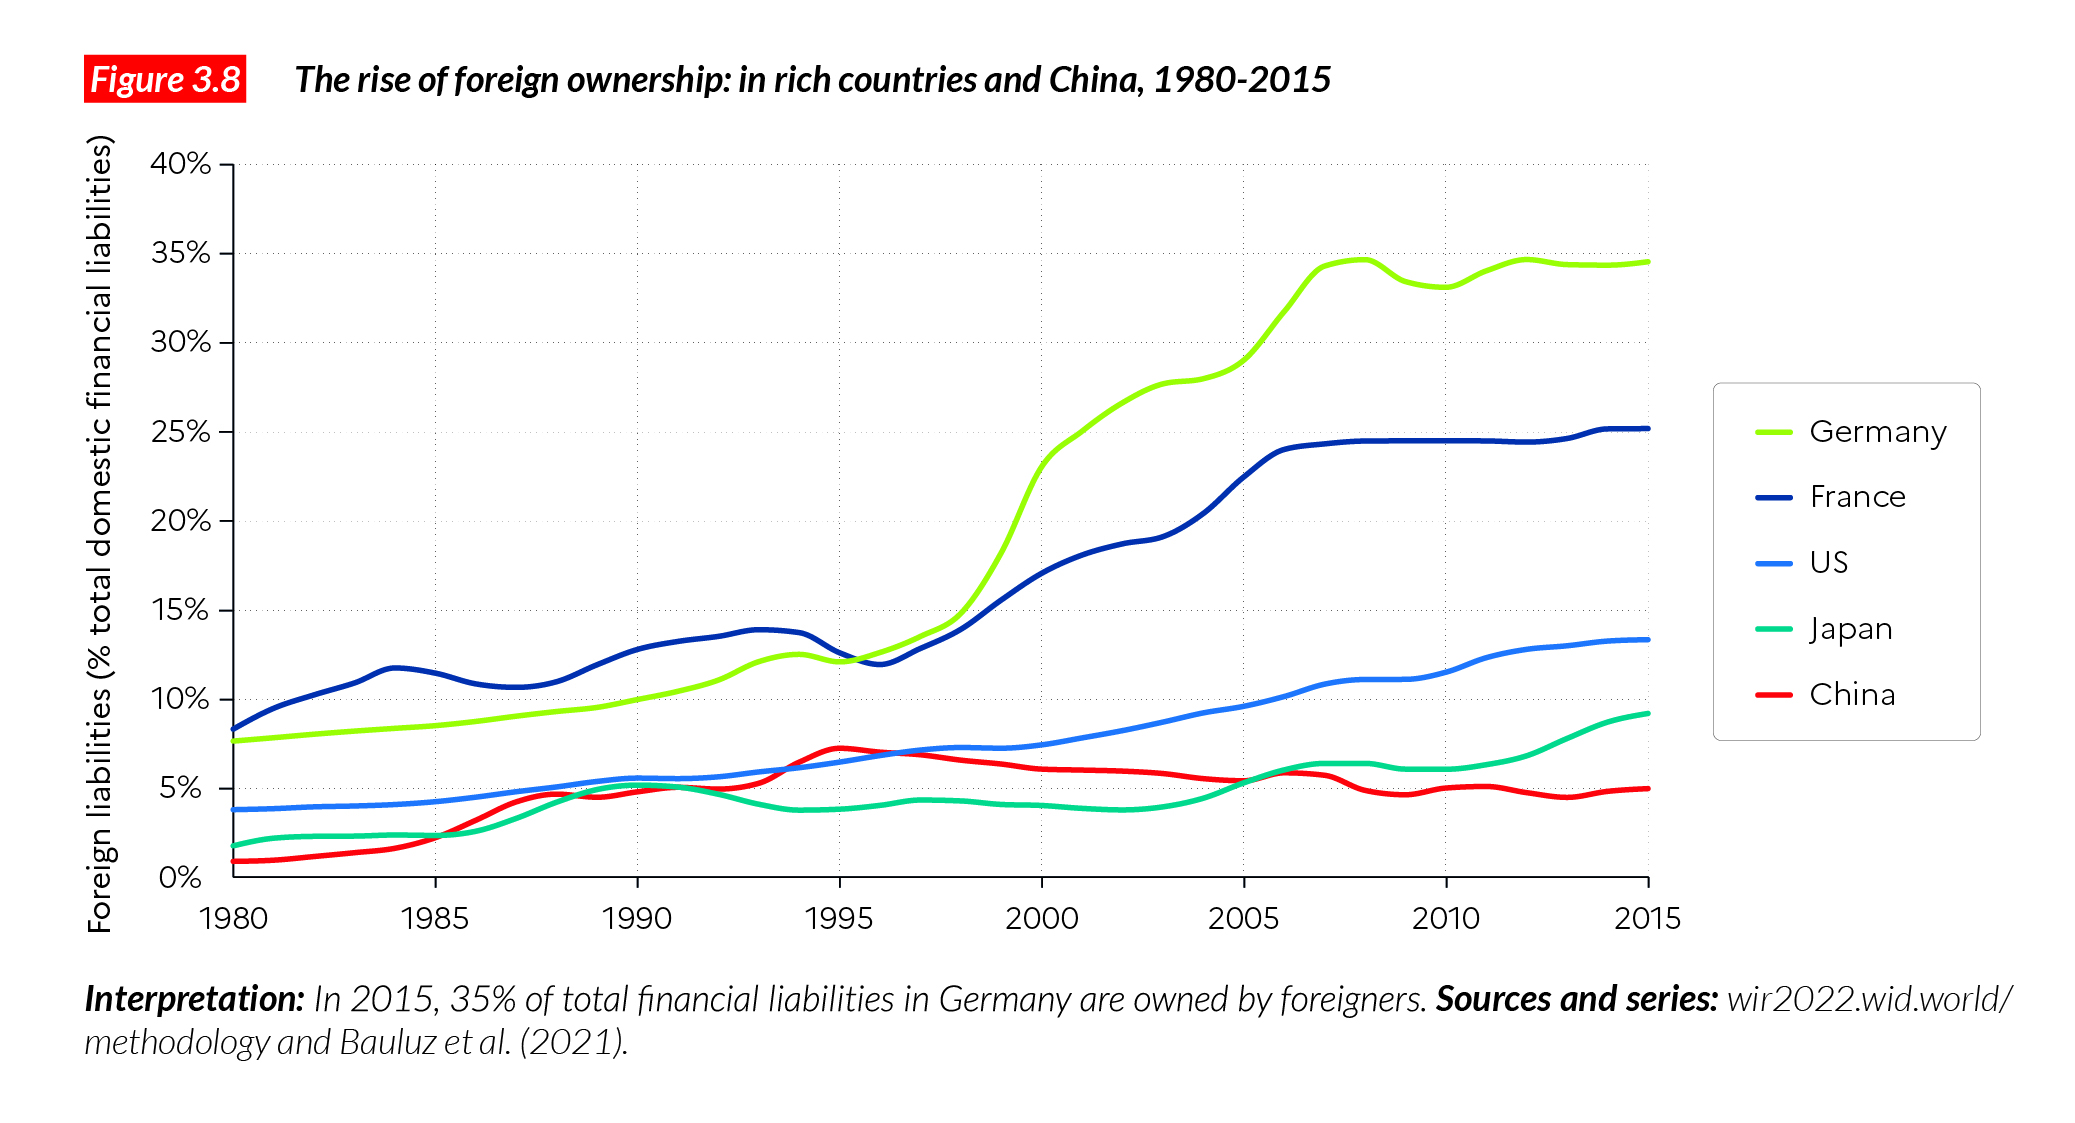 Figure 3.8 The rise of foreign ownership: in rich countries and China, 1980-2015
Foreign liabilities (% total domestic financial liabilities)
40%
35%
30%
25%
20%
15%
10%
5%
0%
1980 1985 1990 1995 2000 2005 2010 2015
Germany
France
US
Japan
China
Interpretation: In 2015, 35% of total financial liabilities in Germany are owned by foreigners. Sources and series: wir2022.wid.world/
methodology and Bauluz et al. (2021).